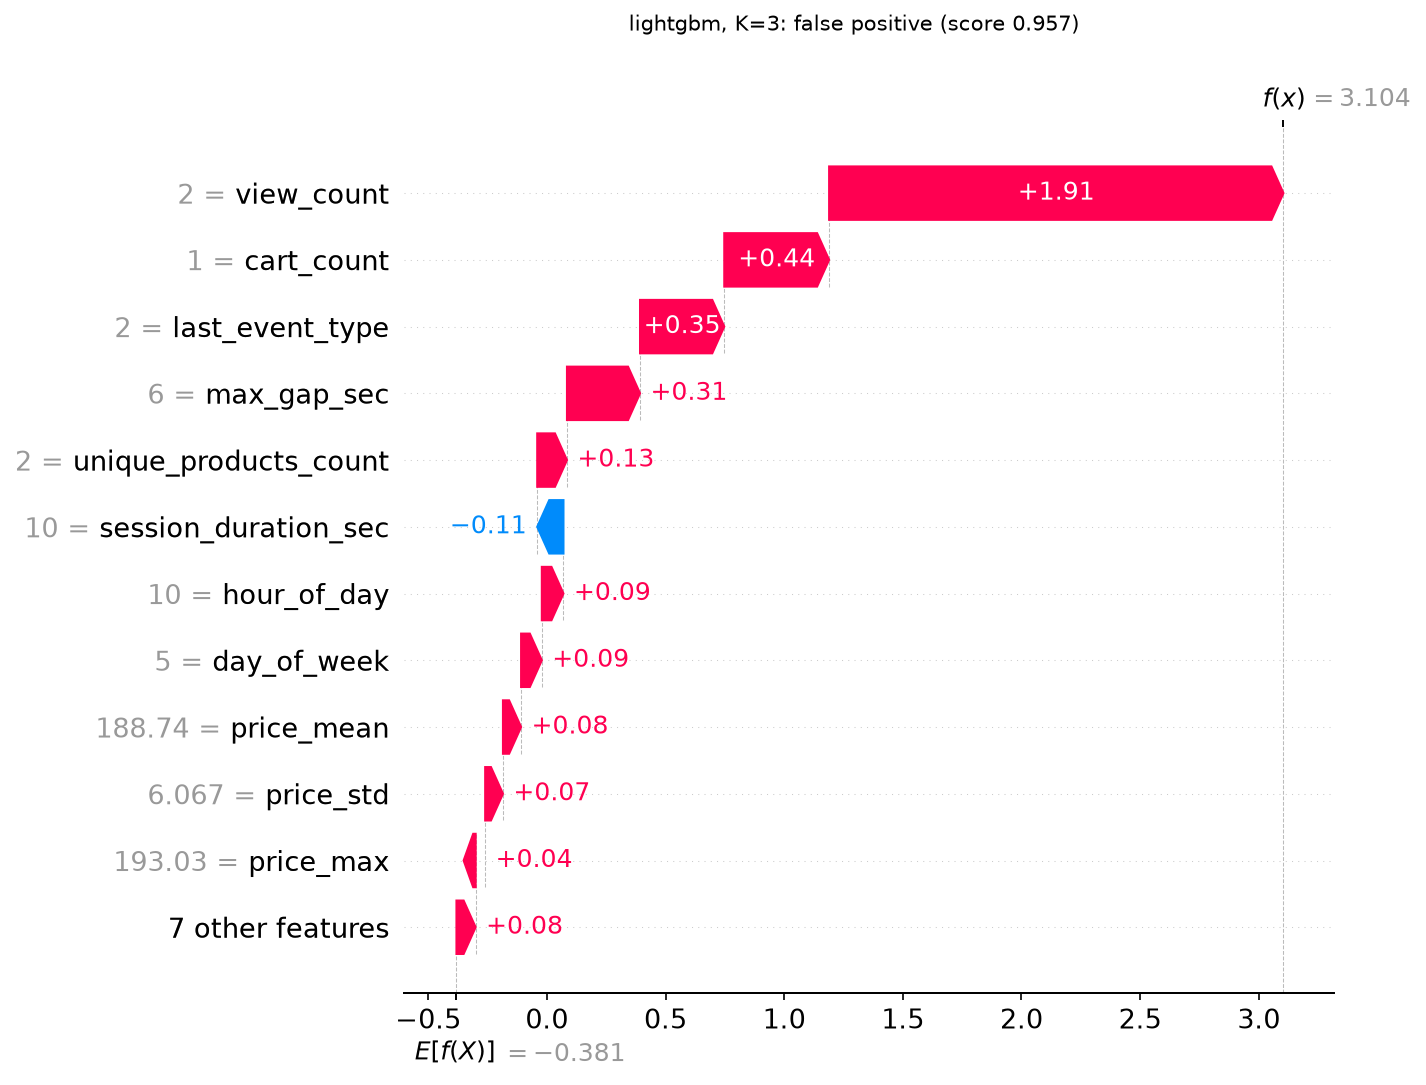 lightgbm, K=3: false positive (score 0.957)
f(x) = 3.104
2 = view_count +1.91
1 = cart_count +0.44
2 = last_event_type +0.35
6 = max_gap_sec +0.31
2 = unique_products_count +0.13
10 = session_duration_sec −0.11
10 = hour_of_day +0.09
5 = day_of_week +0.09
188.74 = price_mean +0.08
6.067 = price_std +0.07
193.03 = price_max +0.04
7 other features +0.08
−0.5 0.0 0.5 1.0 1.5 2.0 2.5 3.0
E[f(X)] = −0.381